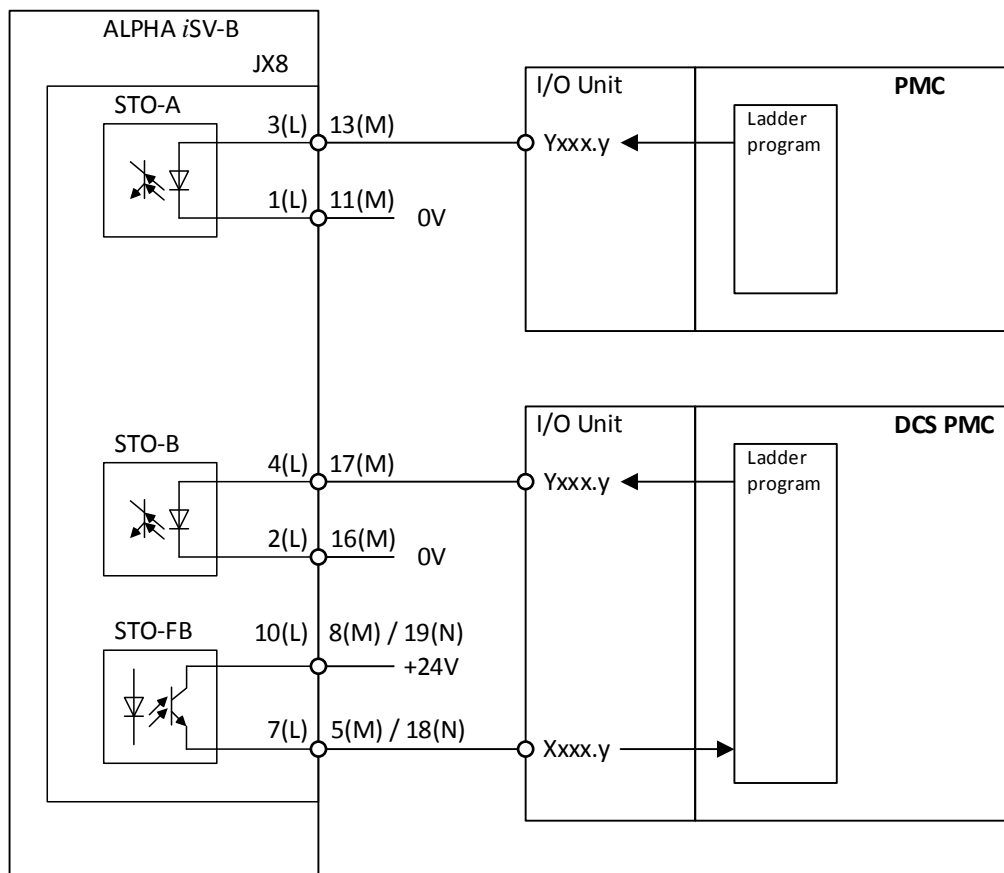 ALPHA iSV-B
JX8
STO-A
3(L) 13(M)
1(L) 11(M)
0V
I/O Unit
PMC
Yxxx.y
Ladder
program
STO-B
4(L) 17(M)
2(L) 16(M)
0V
STO-FB
10(L) 8(M) / 19(N)
+24V
7(L) 5(M) / 18(N)
I/O Unit
DCS PMC
Yxxx.y
Ladder
program
Xxxx.y